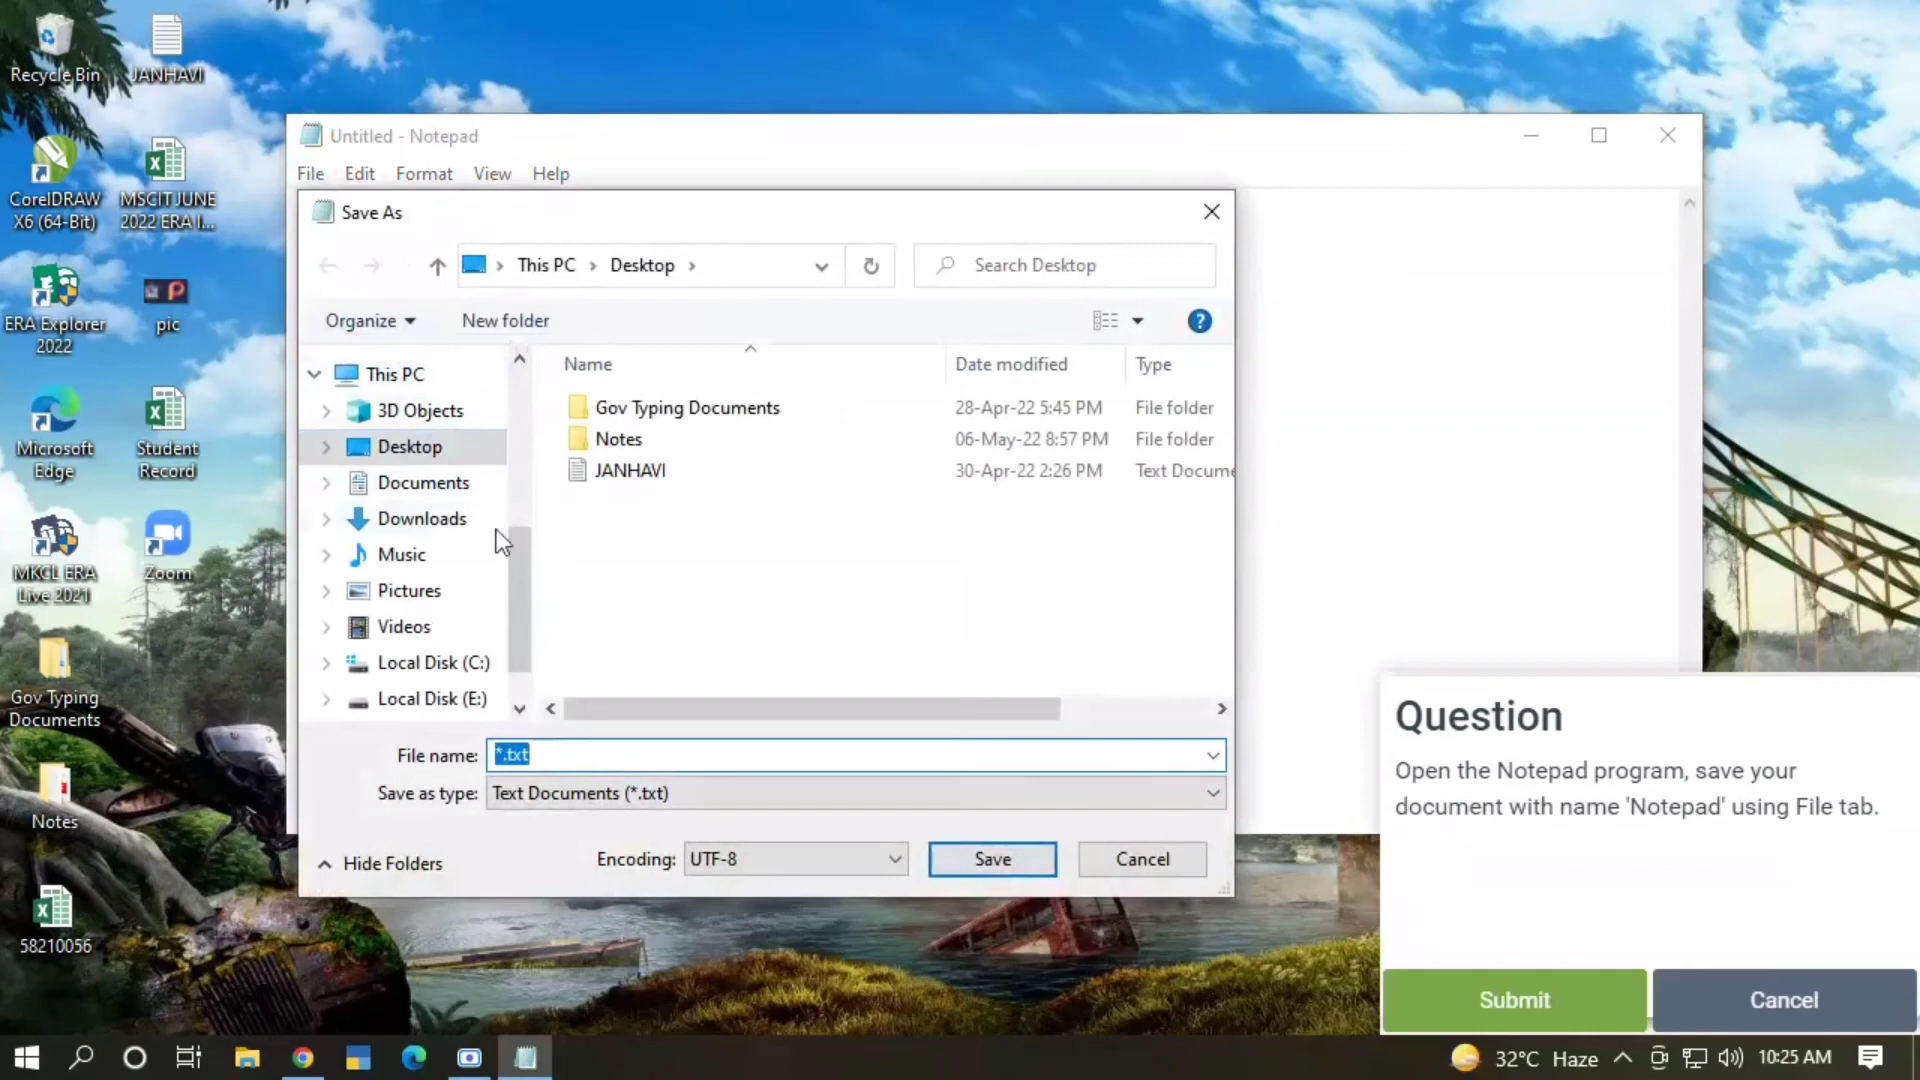 Recycle Bin
JANHAVI
CorelDRAW
X6 (64-Bit)
MSCIT JUNE
2022 ERA I...
ERA Explorer
2022
pic
Microsoft
Edge
Student
Record
MKCL ERA
Live 2021
Zoom
Gov Typing
Documents
Notes
58210056
Untitled - Notepad
File Edit Format View Help
Save As
This PC Desktop
Search Desktop
Organize New folder
This PC
3D Objects
Desktop
Documents
Downloads
Music
Pictures
Videos
Local Disk (C:)
Local Disk (E:)
Name Date modified Type
Gov Typing Documents 28-Apr-22 5:45 PM File folder
Notes 06-May-22 8:57 PM File folder
JANHAVI 30-Apr-22 2:26 PM Text Docume
File name: *.txt
Save as type: Text Documents (*.txt)
Hide Folders Encoding: UTF-8 Save Cancel
Question
Open the Notepad program, save your
document with name 'Notepad' using File tab.
Submit Cancel
32°C Haze 10:25 AM